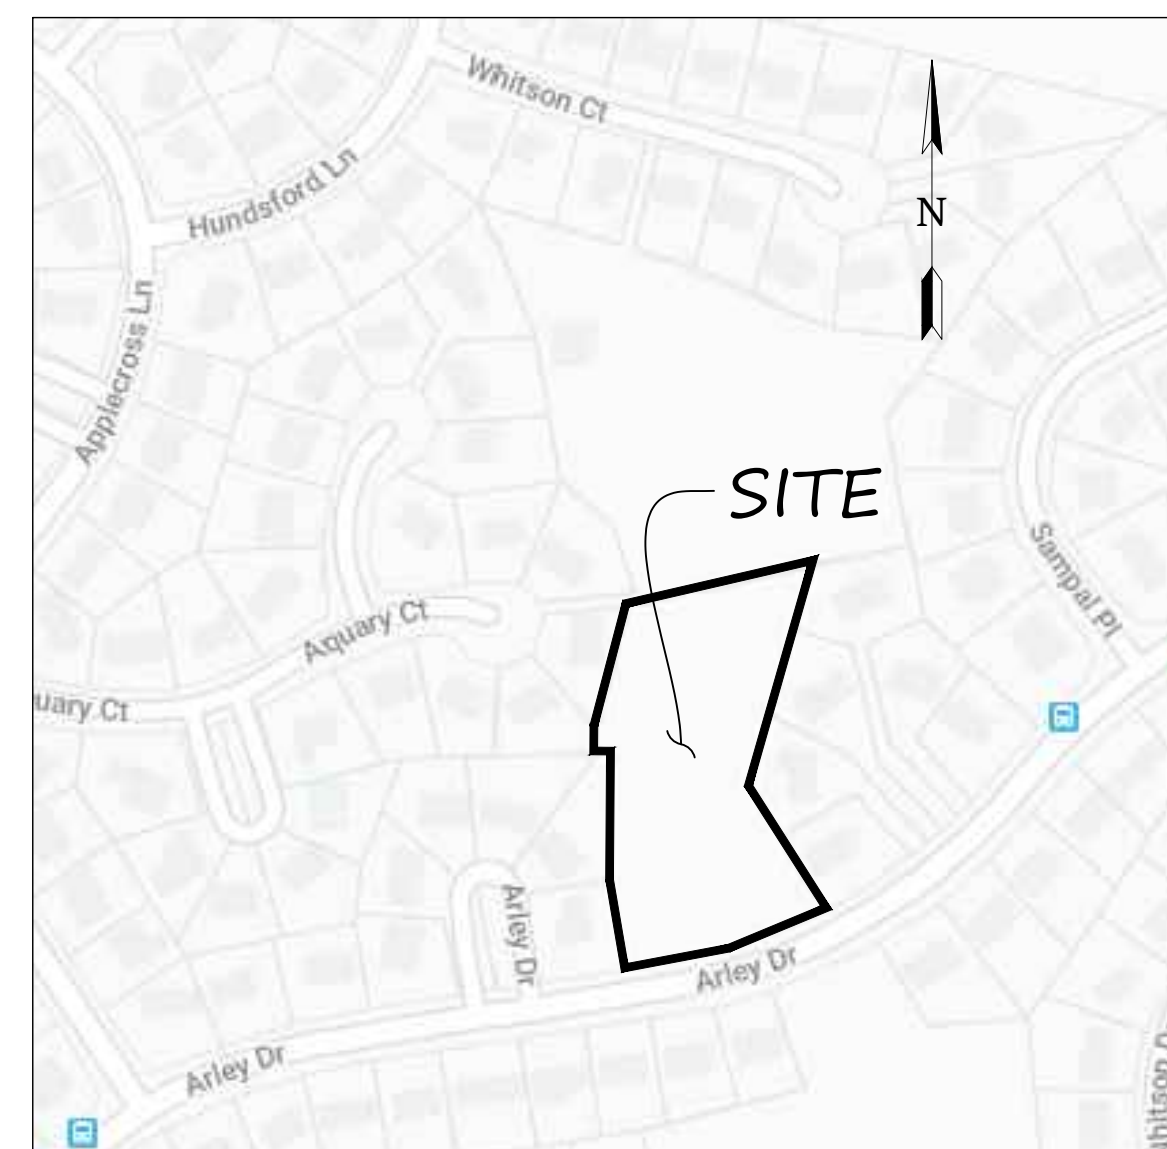 Whitson Ct
N
Hundsford Ln
Applecross Ln
SITE
Sampal Pl
Aquary Ct
uary Ct
Arley Dr
Arley Dr
Arley Dr
hitson D